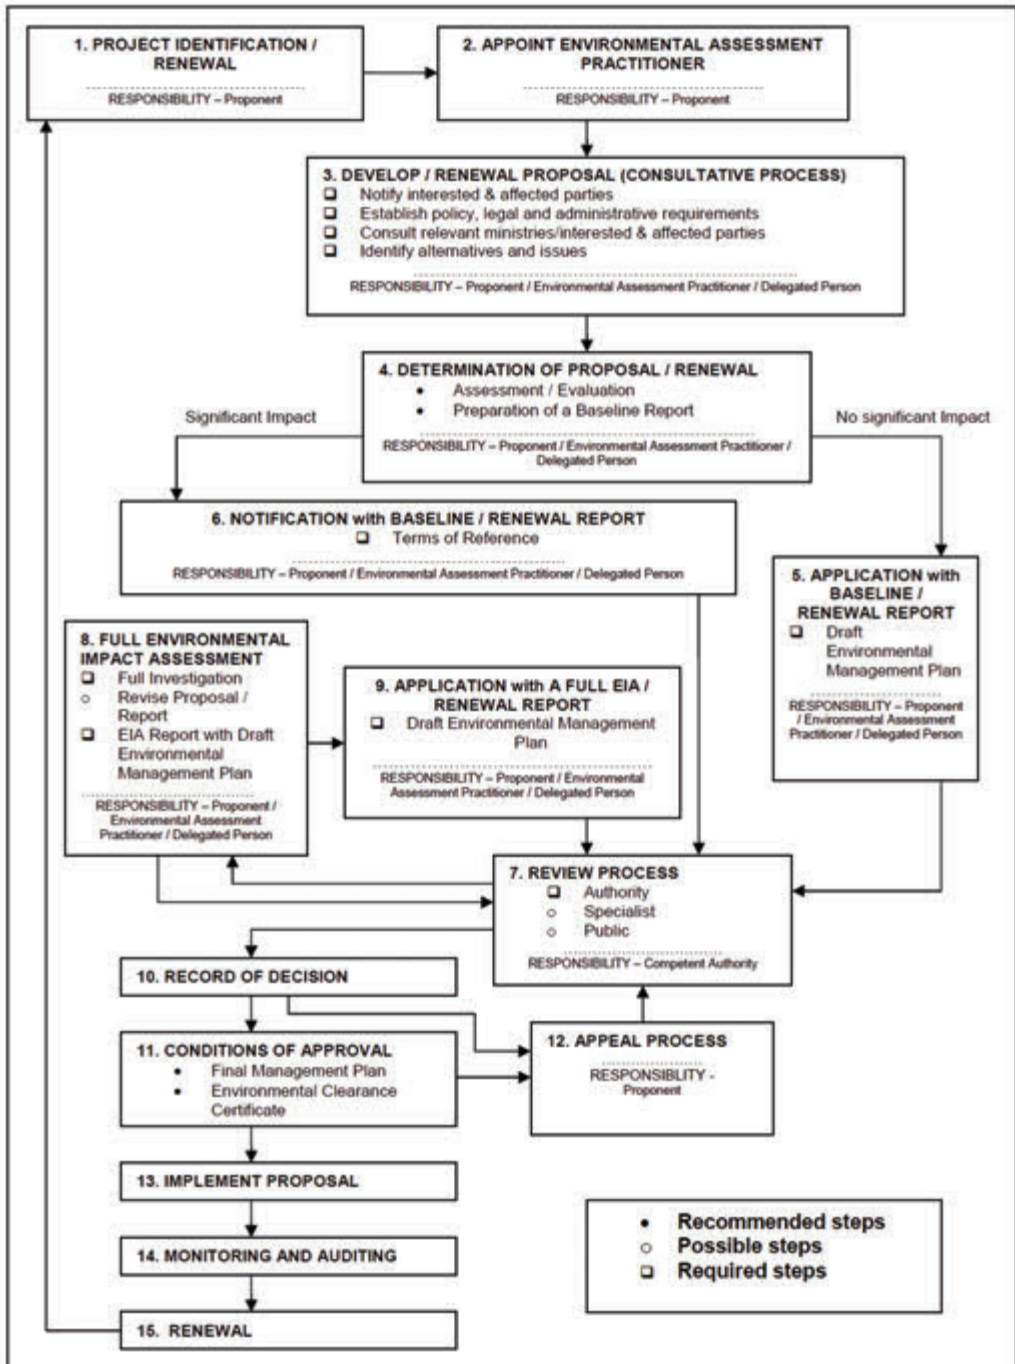 1. PROJECT IDENTIFICATION /
RENEWAL
RESPONSIBILITY – Proponent
2. APPOINT ENVIRONMENTAL ASSESSMENT
PRACTITIONER
RESPONSIBILITY – Proponent
3. DEVELOP / RENEWAL PROPOSAL (CONSULTATIVE PROCESS)
❑ Notify interested & affected parties
❑ Establish policy, legal and administrative requirements
❑ Consult relevant ministries/interested & affected parties
❑ Identify alternatives and issues
RESPONSIBILITY – Proponent / Environmental Assessment Practitioner / Delegated Person
4. DETERMINATION OF PROPOSAL / RENEWAL
• Assessment / Evaluation
• Preparation of a Baseline Report
RESPONSIBILITY – Proponent / Environmental Assessment Practitioner /
Delegated Person
Significant Impact
No significant Impact
6. NOTIFICATION with BASELINE / RENEWAL REPORT
❑ Terms of Reference
RESPONSIBILITY – Proponent / Environmental Assessment Practitioner / Delegated Person
5. APPLICATION with
BASELINE /
RENEWAL REPORT
❑ Draft
Environmental
Management Plan
RESPONSIBILITY – Proponent
/ Environmental Assessment
Practitioner / Delegated Person
8. FULL ENVIRONMENTAL
IMPACT ASSESSMENT
❑ Full Investigation
○ Revise Proposal /
Report
❑ EIA Report with Draft
Environmental
Management Plan
RESPONSIBILITY – Proponent /
Environmental Assessment
Practitioner / Delegated Person
9. APPLICATION with A FULL EIA /
RENEWAL REPORT
❑ Draft Environmental Management
Plan
RESPONSIBILITY – Proponent / Environmental
Assessment Practitioner / Delegated Person
7. REVIEW PROCESS
❑ Authority
○ Specialist
○ Public
RESPONSIBILITY – Competent Authority
10. RECORD OF DECISION
11. CONDITIONS OF APPROVAL
• Final Management Plan
• Environmental Clearance
Certificate
12. APPEAL PROCESS
RESPONSIBLITY -
Proponent
13. IMPLEMENT PROPOSAL
14. MONITORING AND AUDITING
15. RENEWAL
• Recommended steps
○ Possible steps
❑ Required steps